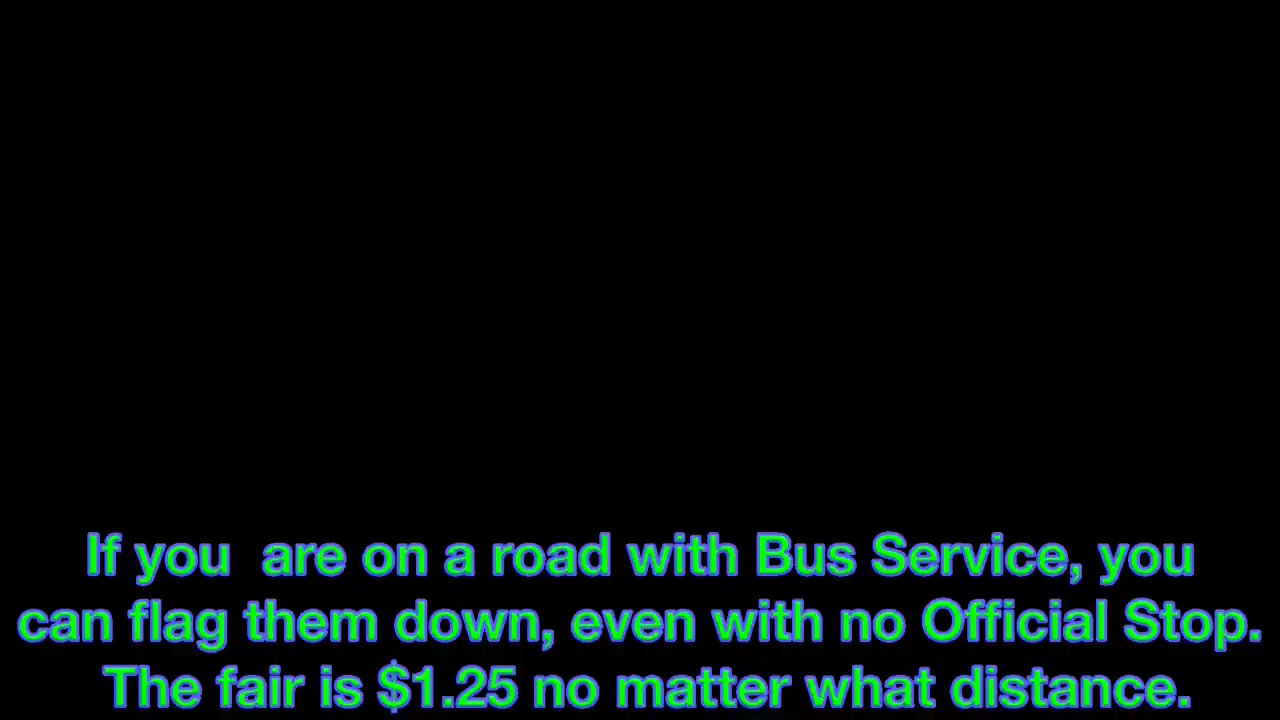 If you  are on a road with Bus Service, you
can flag them down, even with no Official Stop.
The fair is $1.25 no matter what distance.